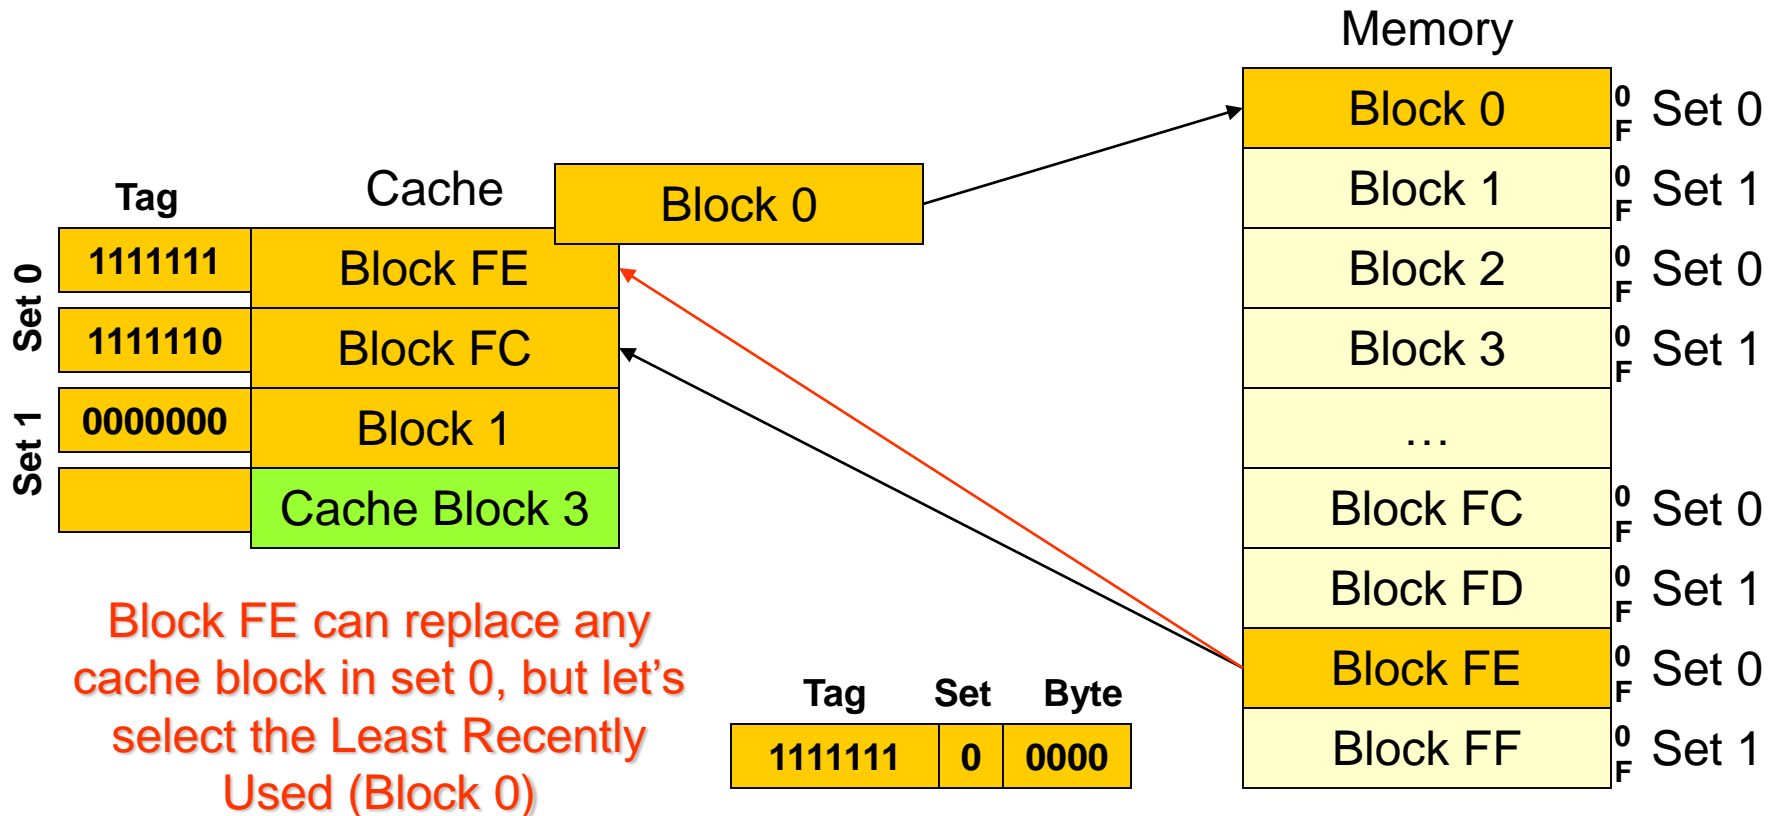 Memory
Block 0
0
F
Set 0
Block 1
0
F
Set 1
Block 2
0
F
Set 0
Block 3
0
F
Set 1
…
Block FC
0
F
Set 0
Block FD
0
F
Set 1
Block FE
0
F
Set 0
Block FF
0
F
Set 1
Tag
Cache
Block 0
Set 0
1111111
Block FE
1111110
Block FC
Set 1
0000000
Block 1
Cache Block 3
Block FE can replace any
cache block in set 0, but let’s
select the Least Recently
Used (Block 0)
Tag Set Byte
1111111 0 0000